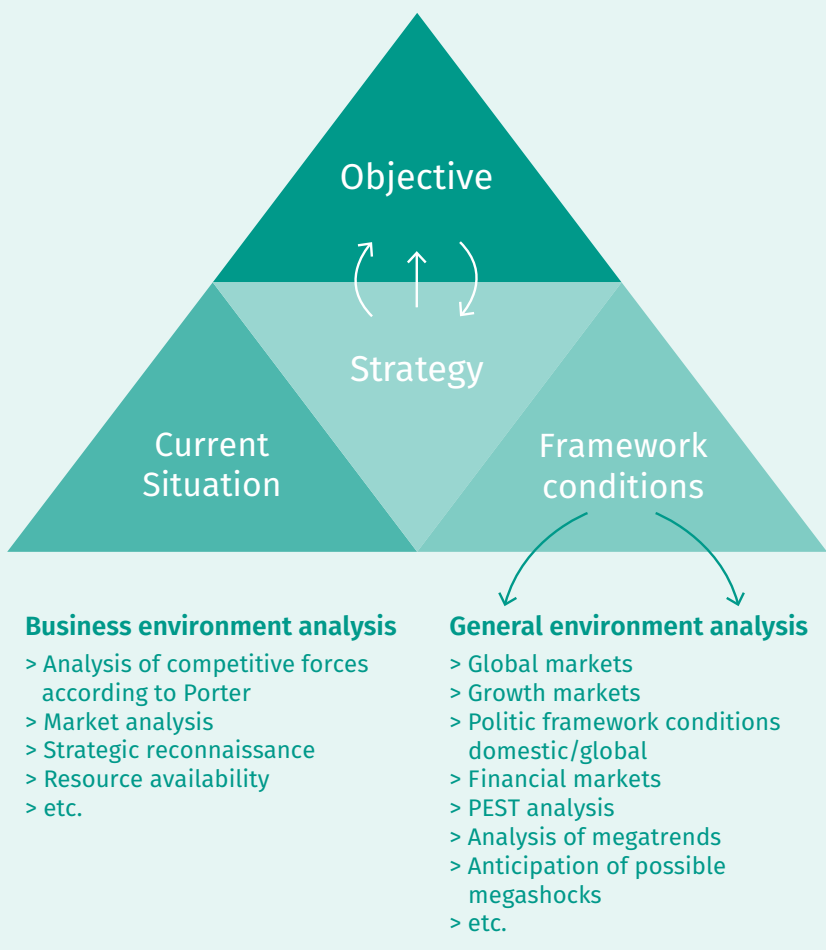 Objective
Strategy
Current
Situation
Framework
conditions
Business environment analysis
> Analysis of competitive forces
according to Porter
> Market analysis
> Strategic reconnaissance
> Resource availability
> etc.
General environment analysis
> Global markets
> Growth markets
> Politic framework conditions
domestic/global
> Financial markets
> PEST analysis
> Analysis of megatrends
> Anticipation of possible
megashocks
> etc.